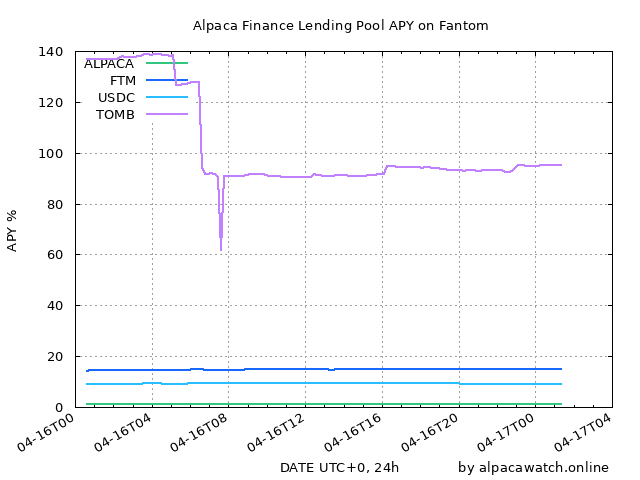 Alpaca Finance Lending Pool APY on Fantom
140
120
100
80
60
40
20
0
APY %
ALPACA
FTM
USDC
TOMB
04-16T00
04-16T04
04-16T08
04-16T12
04-16T16
04-16T20
04-17T00
04-17T04
DATE UTC+0, 24h
by alpacawatch.online